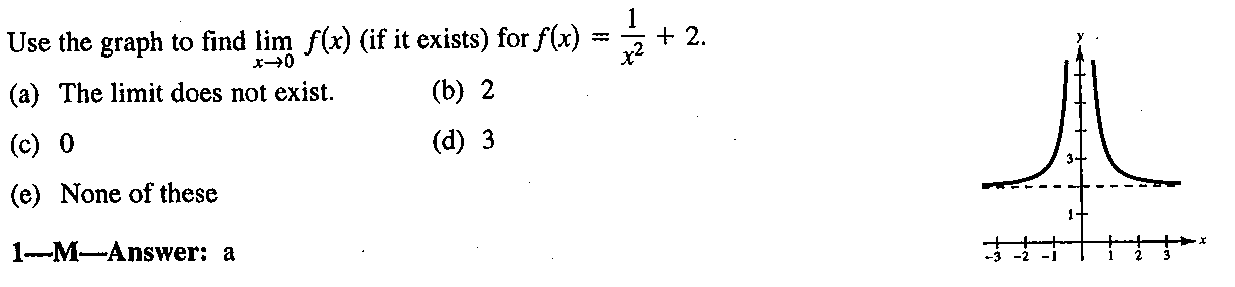 Use the graph to find lim x→0 f(x) (if it exists) for f(x) = 1/x² + 2.
(a) The limit does not exist. (b) 2
(c) 0 (d) 3
(e) None of these
1—M—Answer: a
y
3
1
-3 -2 -1 1 2 3 x